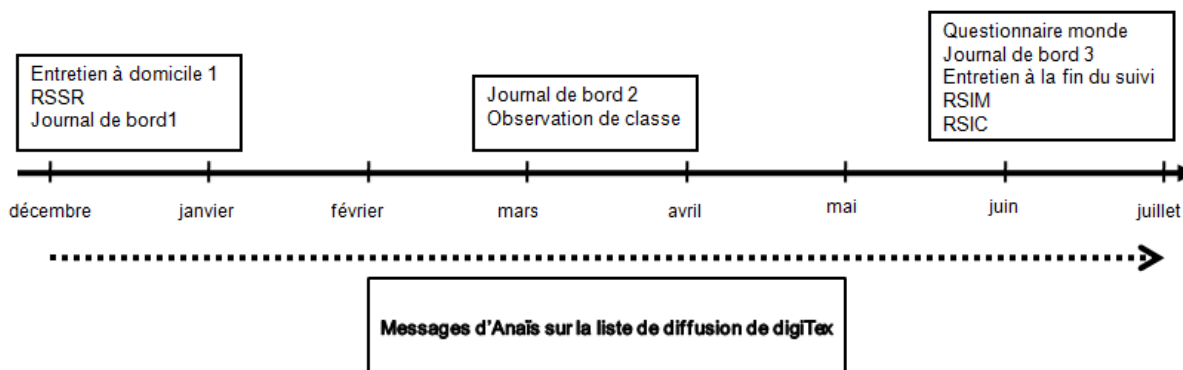 Entretien à domicile 1
RSSR
Journal de bord1
Journal de bord 2
Observation de classe
Questionnaire monde
Journal de bord 3
Entretien à la fin du suivi
RSIM
RSIC
décembre
janvier
février
mars
avril
mai
juin
juillet
Messages d'Anaïs sur la liste de diffusion de digiTex